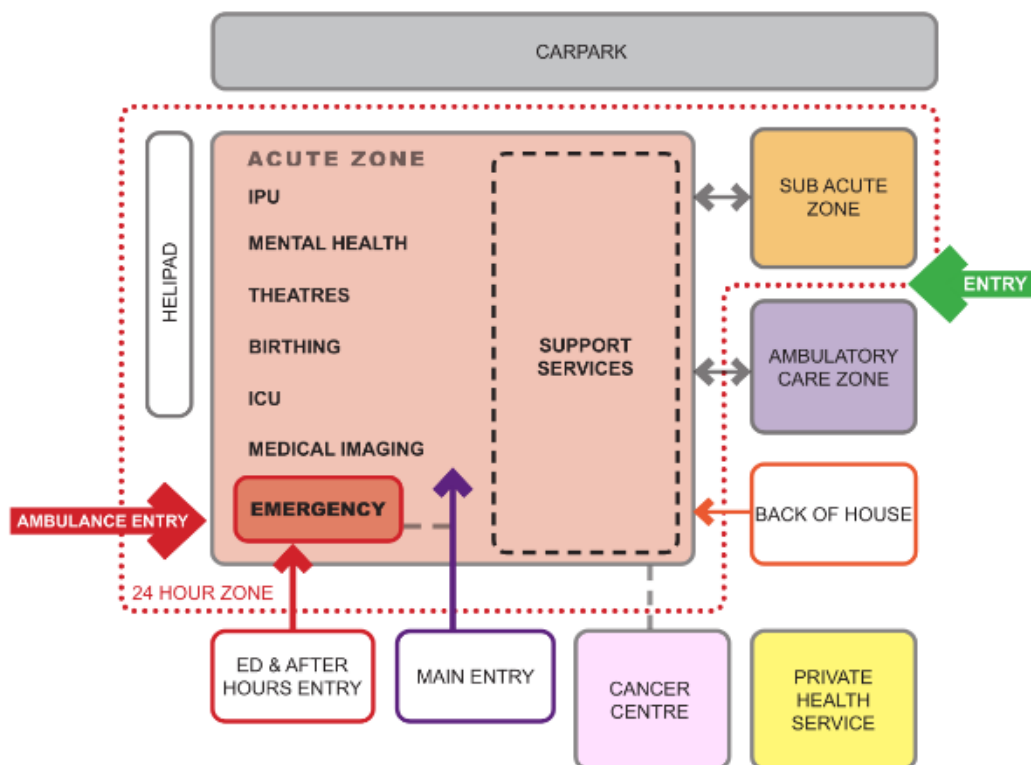 CARPARK
ACUTE ZONE
IPU
MENTAL HEALTH
THEATRES
BIRTHING
ICU
MEDICAL IMAGING
EMERGENCY
SUPPORT
SERVICES
HELIPAD
SUB ACUTE
ZONE
ENTRY
AMBULATORY
CARE ZONE
BACK OF HOUSE
AMBULANCE ENTRY
24 HOUR ZONE
ED & AFTER
HOURS ENTRY
MAIN ENTRY
CANCER
CENTRE
PRIVATE
HEALTH
SERVICE